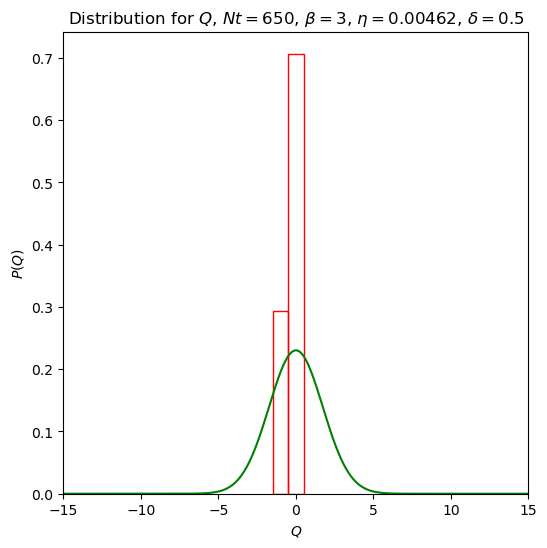 Distribution for Q, Nt = 650, β = 3, η = 0.00462, δ = 0.5
0.7
0.6
0.5
0.4
0.3
0.2
0.1
0.0
P(Q)
−15 −10 −5 0 5 10 15
Q